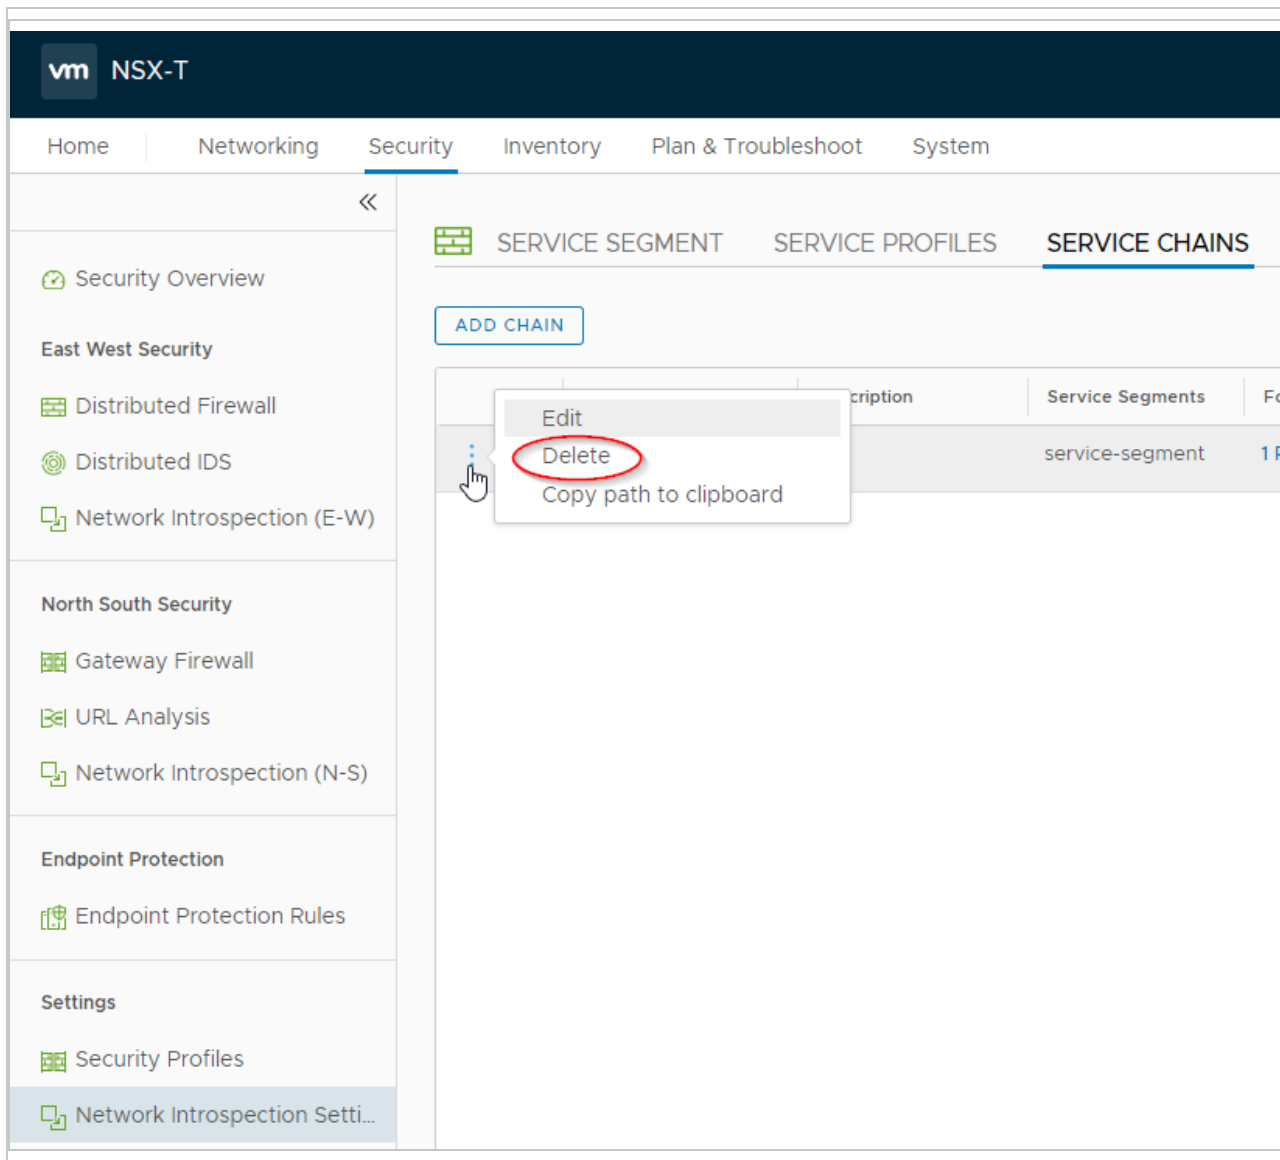 vm NSX-T
Home Networking Security Inventory Plan & Troubleshoot System
Security Overview
East West Security
Distributed Firewall
Distributed IDS
Network Introspection (E-W)
North South Security
Gateway Firewall
URL Analysis
Network Introspection (N-S)
Endpoint Protection
Endpoint Protection Rules
Settings
Security Profiles
Network Introspection Setti...
SERVICE SEGMENT SERVICE PROFILES SERVICE CHAINS
ADD CHAIN
cription Service Segments Fo
service-segment 1
Edit
Delete
Copy path to clipboard